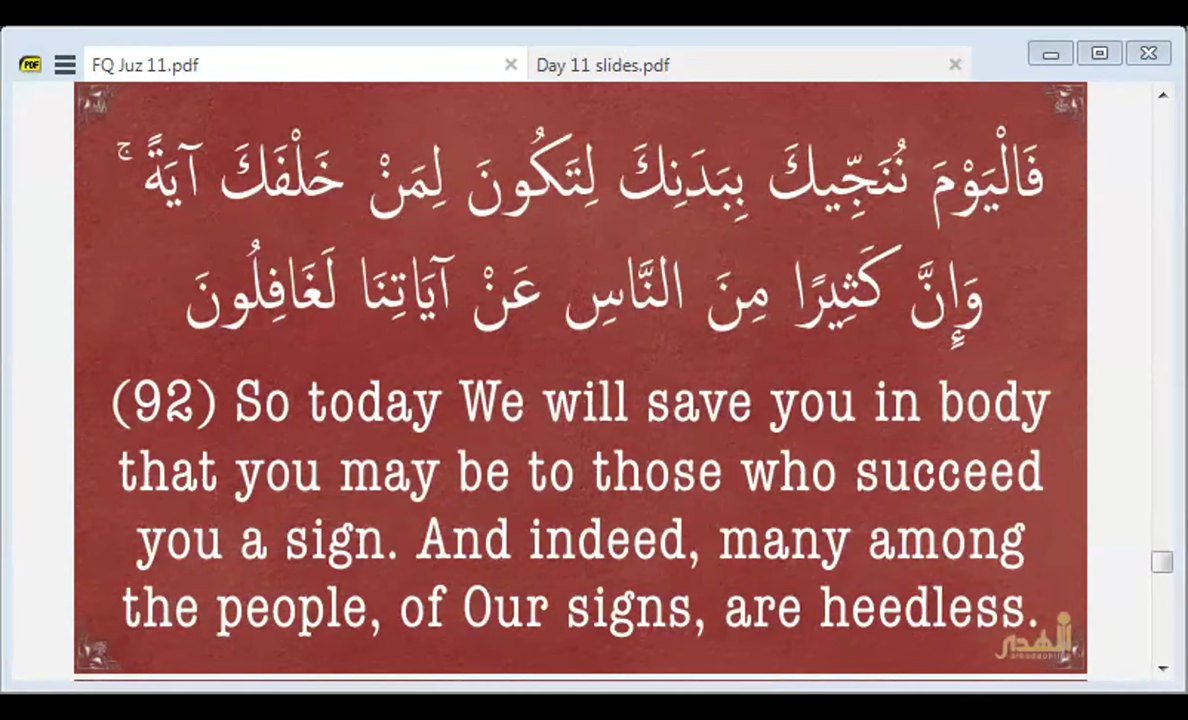 FQ Juz 11.pdf
Day 11 slides.pdf
فَالْيَوْمَ نُنَجِّيكَ بِبَدَنِكَ لِتَكُونَ لِمَنْ خَلْفَكَ آيَةً ۚ
وَإِنَّ كَثِيرًا مِنَ النَّاسِ عَنْ آيَاتِنَا لَغَافِلُونَ
(92) So today We will save you in body
that you may be to those who succeed
you a sign. And indeed, many among
the people, of Our signs, are heedless.
الهدى